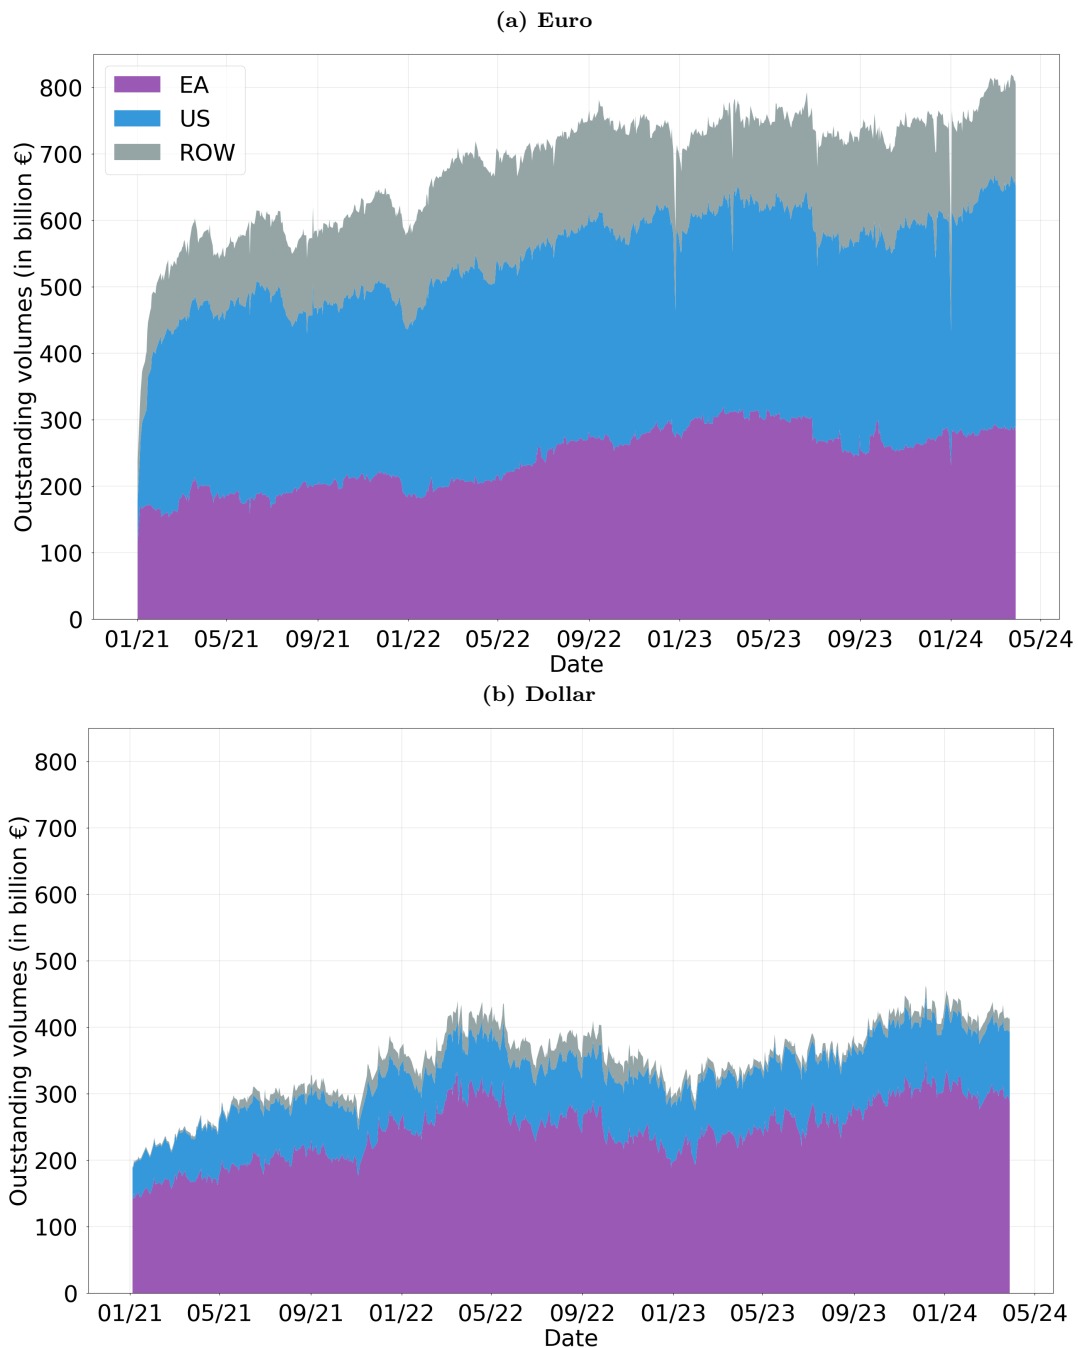 (a) Euro
EA
US
ROW
800
700
600
500
400
300
200
100
0
Outstanding volumes (in billion €)
01/21 05/21 09/21 01/22 05/22 09/22 01/23 05/23 09/23 01/24 05/24
Date
(b) Dollar
800
700
600
500
400
300
200
100
0
Outstanding volumes (in billion €)
01/21 05/21 09/21 01/22 05/22 09/22 01/23 05/23 09/23 01/24 05/24
Date